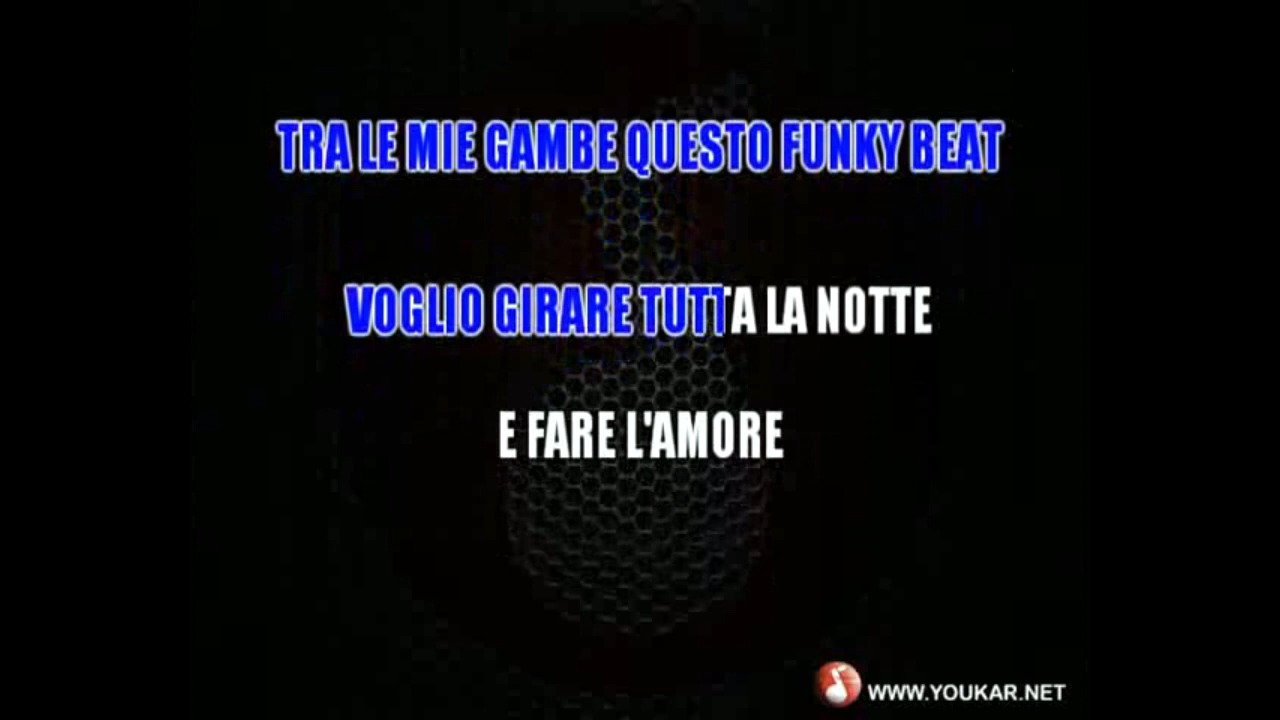 TRA LE MIE GAMBE QUESTO FUNKY BEAT
VOGLIO GIRARE TUTTA LA NOTTE
E FARE L'AMORE
WWW.YOUKAR.NET